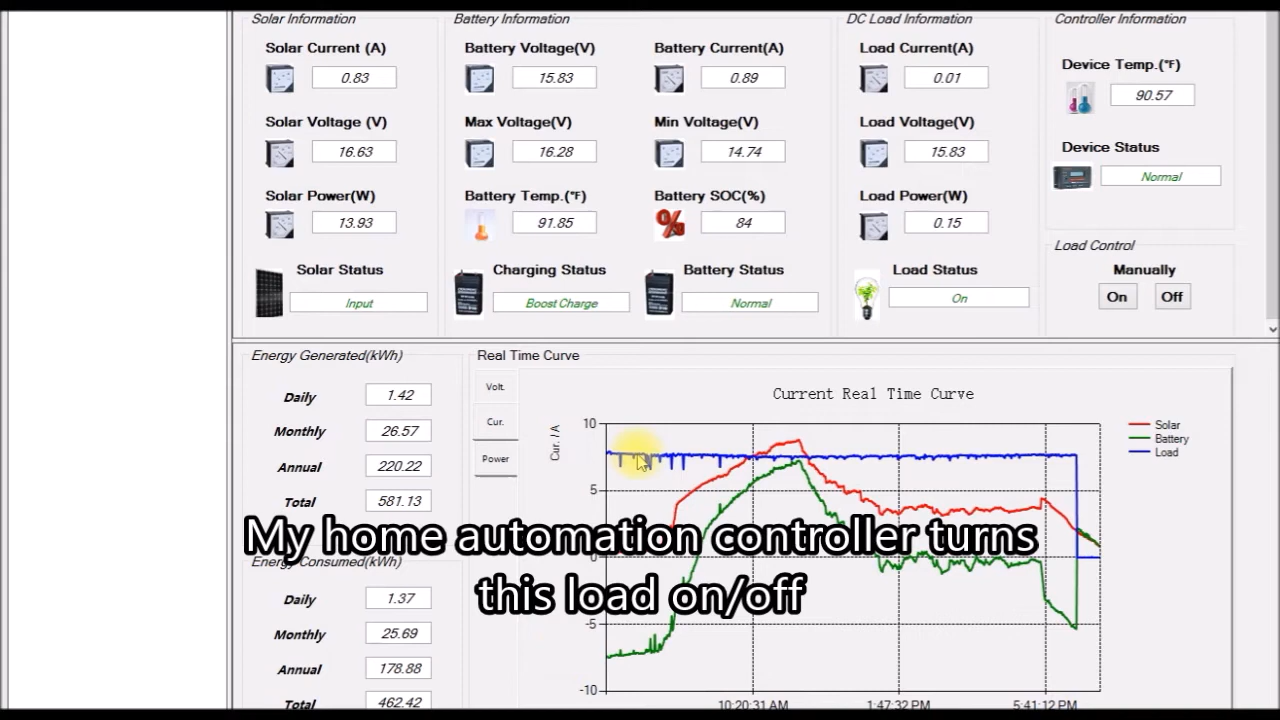 Solar Information
Battery Information
DC Load Information
Controller Information
Solar Current (A)
0.83
Battery Voltage(V)
15.83
Battery Current(A)
0.89
Load Current(A)
0.01
Device Temp.(°F)
90.57
Solar Voltage (V)
16.63
Max Voltage(V)
16.28
Min Voltage(V)
14.74
Load Voltage(V)
15.83
Device Status
Normal
Solar Power(W)
13.93
Battery Temp.(°F)
91.85
Battery SOC(%)
84
Load Power(W)
0.15
Load Control
Manually
On Off
Solar Status
Input
Charging Status
Boost Charge
Battery Status
Normal
Load Status
On
Energy Generated(kWh)
Daily 1.42
Monthly 26.57
Annual 220.22
Total 581.13
Energy Consumed(kWh)
Daily 1.37
Monthly 25.69
Annual 178.88
Total 462.42
Real Time Curve
Volt.
Cur.
Power
Current Real Time Curve
Cur. / A
10
5
0
-5
-10
10:20:31 AM 1:47:32 PM 5:41:12 PM
Solar
Battery
Load
My home automation controller turns
this load on/off